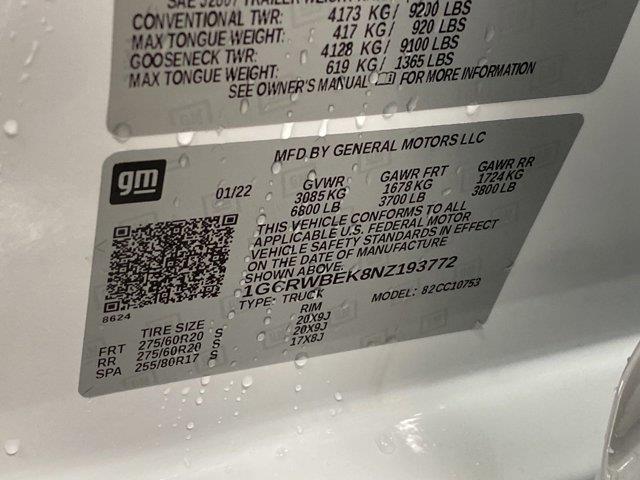 SAE J2807 TRAILER WEIGHT
CONVENTIONAL TWR: 4173 KG/ 9200 LBS
MAX TONGUE WEIGHT: 417 KG/ 920 LBS
GOOSENECK TWR: 4128 KG/ 9100 LBS
MAX TONGUE WEIGHT: 619 KG/ 1365 LBS
SEE OWNER'S MANUAL FOR MORE INFORMATION
MFD BY GENERAL MOTORS LLC
gm
01/22 GVWR GAWR FRT GAWR RR
3085 KG 1678 KG 1724 KG
6800 LB 3700 LB 3800 LB
THIS VEHICLE CONFORMS TO ALL
APPLICABLE U.S. FEDERAL MOTOR
VEHICLE SAFETY STANDARDS IN EFFECT
ON THE DATE OF MANUFACTURE
SHOWN ABOVE.
1GCRWBEK8NZ193772
TYPE: TRUCK MODEL: 82CC10753
8624
TIRE SIZE RIM
FRT 275/60R20 S 20X9J
RR 275/60R20 S 20X9J
SPA 255/80R17 S 17X8J